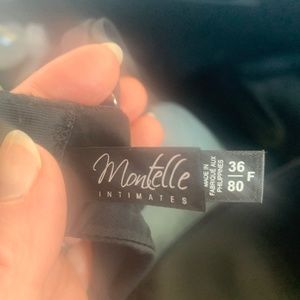 Montelle
INTIMATES
MADE IN
FABRIQUÉ AUX
PHILIPPINES
36
80
F